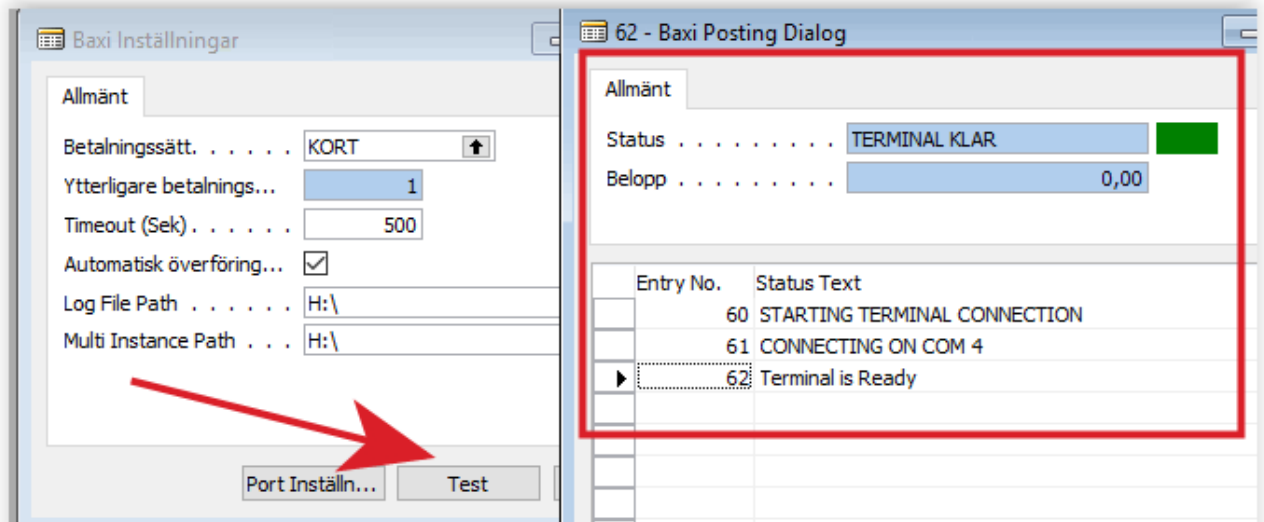 Baxi Inställningar
Allmänt
Betalningssätt. . . . . . KORT
Ytterligare betalnings... 1
Timeout (Sek) . . . . . . 500
Automatisk överföring...
Log File Path . . . . . . H:\
Multi Instance Path . . . H:\
Port Inställn... Test
62 - Baxi Posting Dialog
Allmänt
Status . . . . . . . . . TERMINAL KLAR
Belopp . . . . . . . . . 0,00
Entry No. Status Text
60 STARTING TERMINAL CONNECTION
61 CONNECTING ON COM 4
62 Terminal is Ready